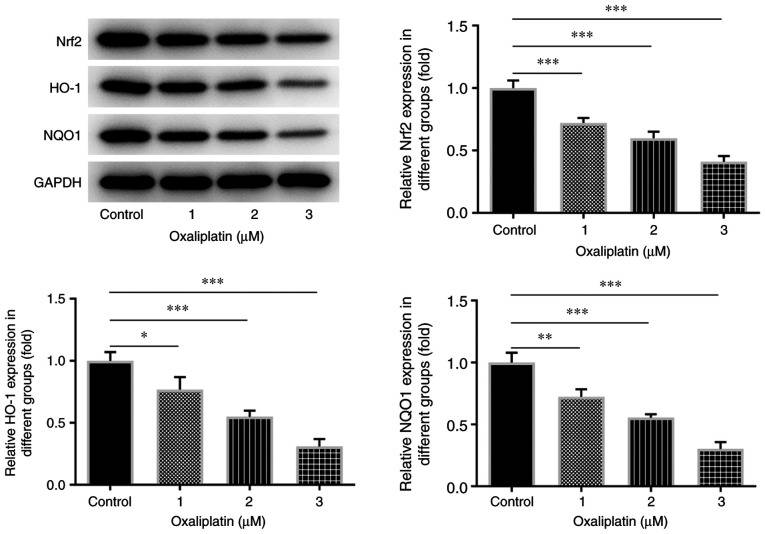 Nrf2
HO-1
NQO1
GAPDH
Control 1 2 3
Oxaliplatin (μM)
Relative Nrf2 expression in
different groups (fold)
1.5
1.0
0.5
0.0
***
***
***
Control 1 2 3
Oxaliplatin (μM)
Relative HO-1 expression in
different groups (fold)
1.5
1.0
0.5
0.0
***
***
*
Control 1 2 3
Oxaliplatin (μM)
Relative NQO1 expression in
different groups (fold)
1.5
1.0
0.5
0.0
***
***
**
Control 1 2 3
Oxaliplatin (μM)